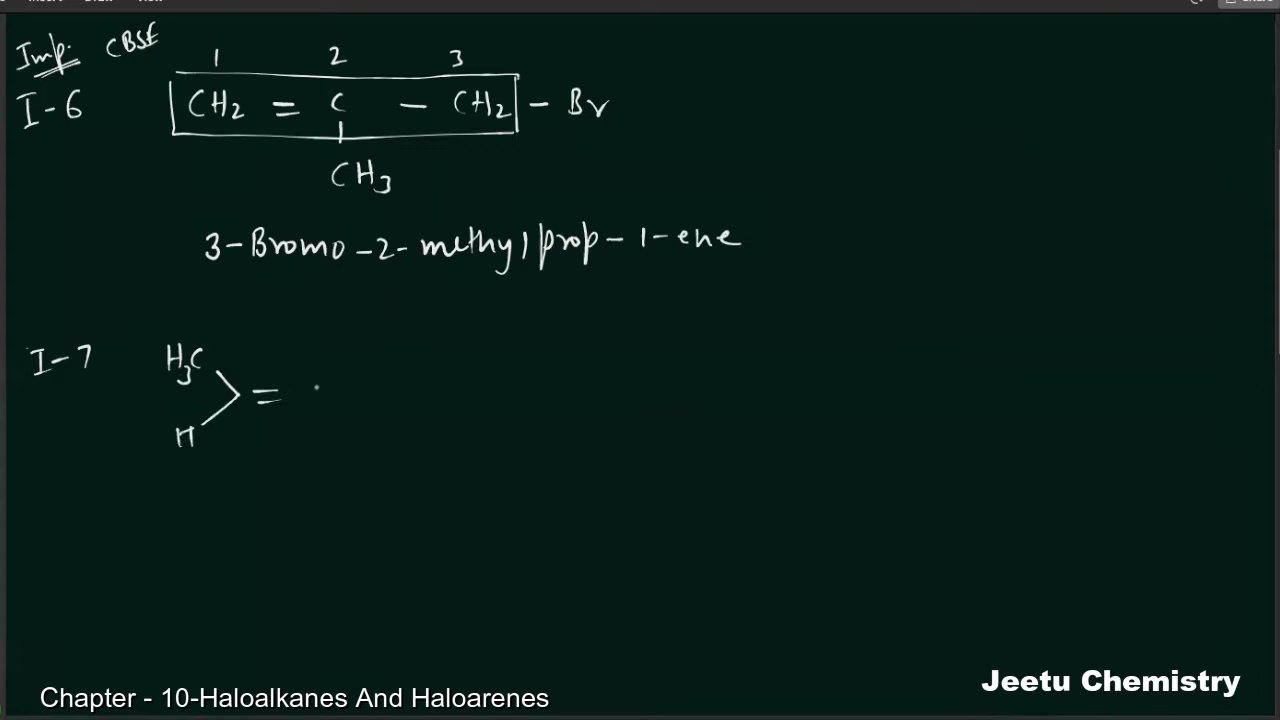 Imp. CBSE
1 2 3
I-6 CH2 = C - CH2 - Br
CH3
3-Bromo-2-methylprop-1-ene
I-7 H3C
=
H
Jeetu Chemistry
Chapter - 10-Haloalkanes And Haloarenes